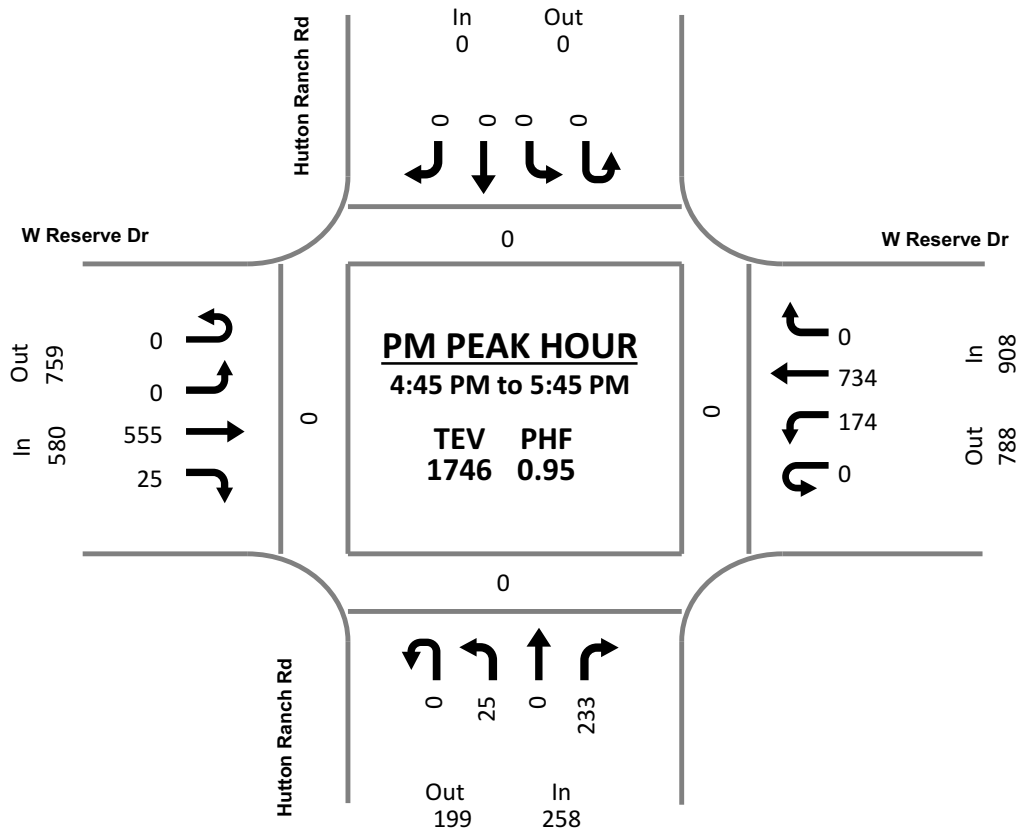 In Out
0 0
Hutton Ranch Rd
0 0 0 0
W Reserve Dr
W Reserve Dr
0
Out
759
In
580
0
0
555
25
0
PM PEAK HOUR
4:45 PM to 5:45 PM
TEV PHF
1746 0.95
0
0
734
174
0
In
908
Out
788
0
0 25 0 233
Hutton Ranch Rd
Out In
199 258